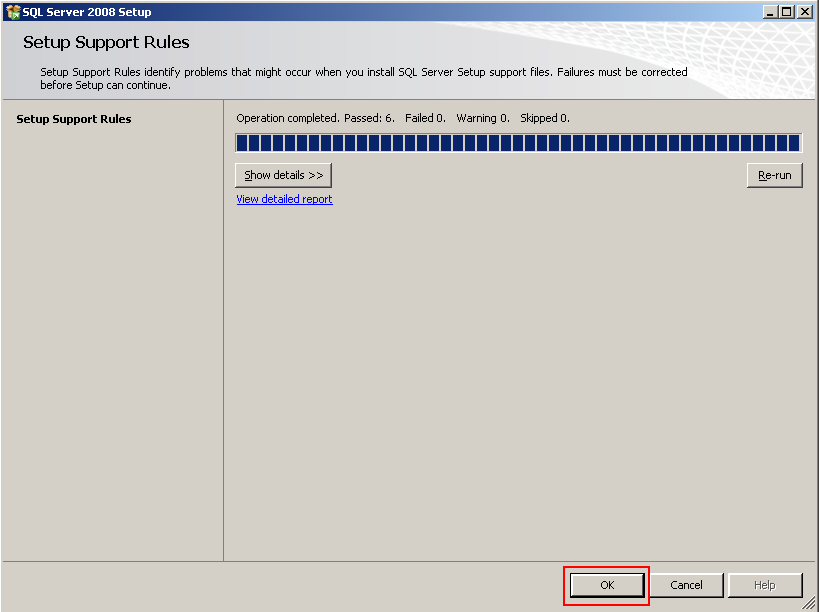 SQL Server 2008 Setup
Setup Support Rules
Setup Support Rules identify problems that might occur when you install SQL Server Setup support files. Failures must be corrected
before Setup can continue.
Setup Support Rules
Operation completed. Passed: 6. Failed 0. Warning 0. Skipped 0.
Show details >>
Re-run
View detailed report
OK
Cancel
Help